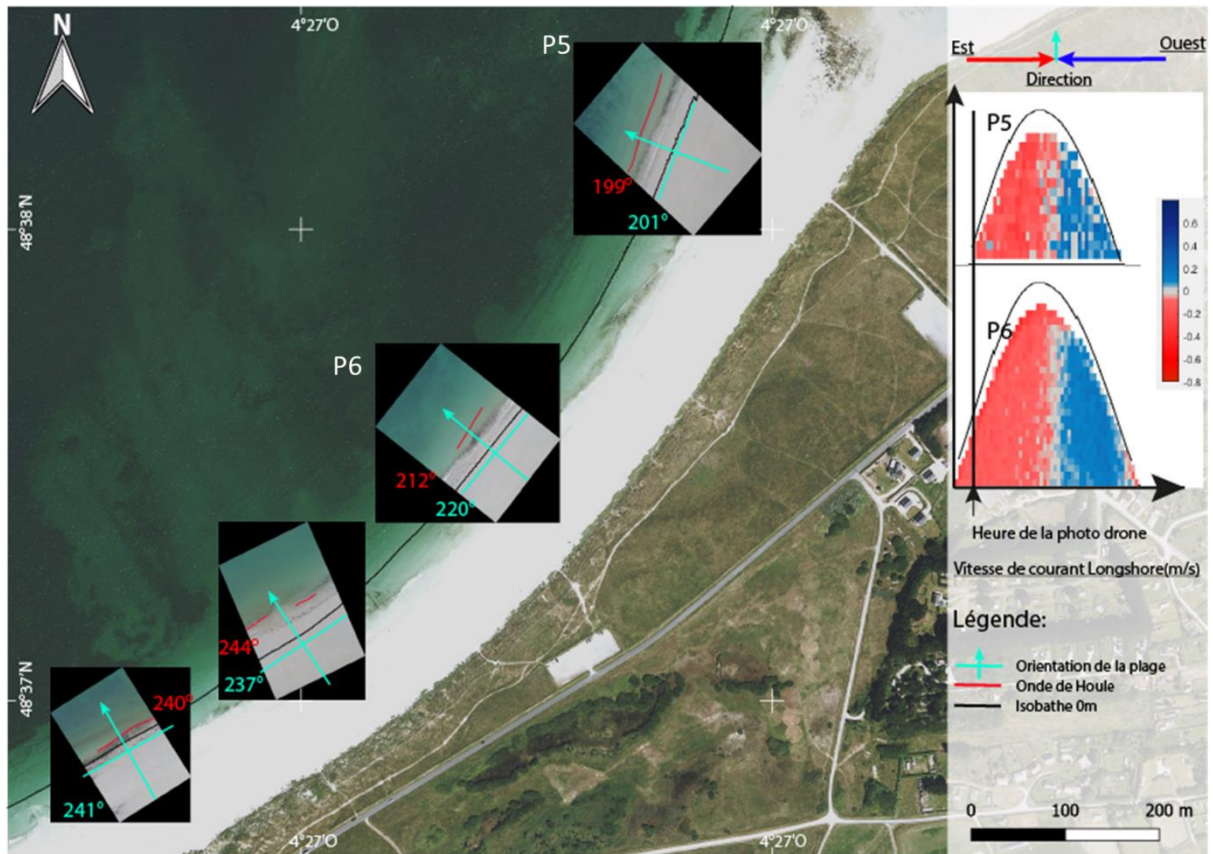 N
4°27'O
4°27'O
P5
199°
201°
48°38'N
P6
212°
220°
244°
237°
48°37'N
240°
241°
4°27'O
4°27'O
Est
Ouest
Direction
P5
0.6
0.4
0.2
0
-0.2
-0.4
-0.6
-0.8
P6
Heure de la photo drone
Vitesse de courant Longshore(m/s)
Légende:
Orientation de la plage
Onde de Houle
Isobathe 0m
0
100
200 m